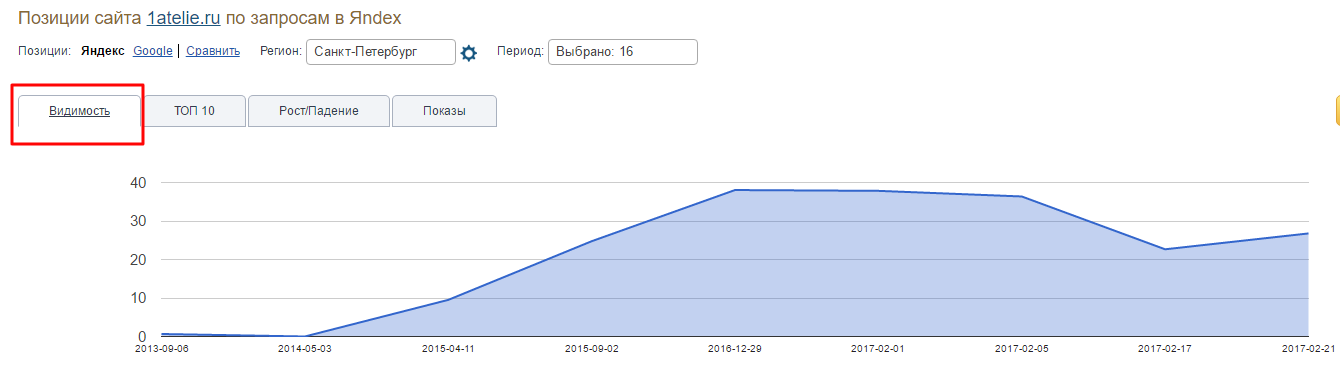 Позиции сайта 1atelie.ru по запросам в Яndex
Позиции: Яндекс Google | Сравнить Регион: Санкт-Петербург Период: Выбрано: 16
Видимость ТОП 10 Рост/Падение Показы
40
30
20
10
0
2013-09-06 2014-05-03 2015-04-11 2015-09-02 2016-12-29 2017-02-01 2017-02-05 2017-02-17 2017-02-21